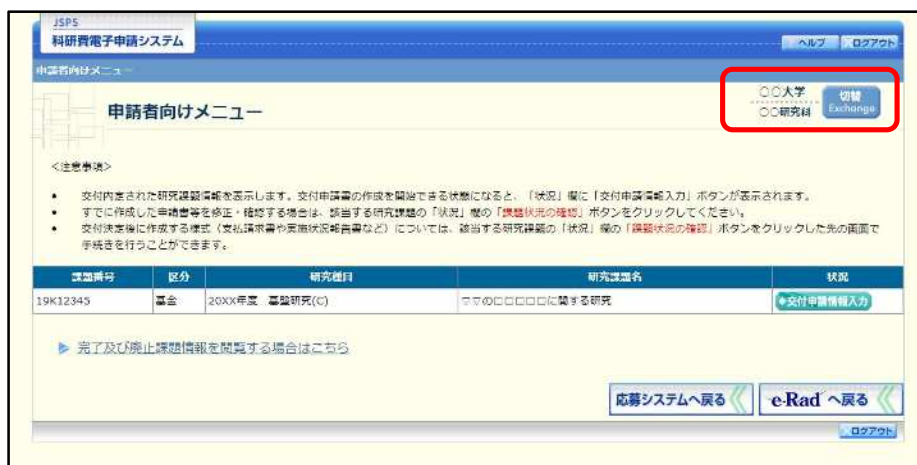 JSPS
科研費電子申請システム
ヘルプ ログアウト
申請者向けメニュー
申請者向けメニュー
〇〇大学
〇〇研究科
切替
Exchange
<注意事項>
• 交付内定された研究課題情報を表示します。交付申請書の作成を開始できる状態になると、「状況」欄に「交付申請情報入力」ボタンが表示されます。
• すでに作成した申請書等を修正・確認する場合は、該当する研究課題の「状況」欄の「課題状況の確認」ボタンをクリックしてください。
• 交付決定後に作成する様式（支払請求書や実施状況報告書など）については、該当する研究課題の「状況」欄の「課題状況の確認」ボタンをクリックした先の画面で
手続きを行うことができます。
課題番号 区分 研究種目 研究課題名 状況
19K12345 基金 20XX年度 基盤研究(C) ▽▽の□□□□□に関する研究 交付申請情報入力
完了及び廃止課題情報を閲覧する場合はこちら
応募システムへ戻る e-Rad へ戻る
ログアウト